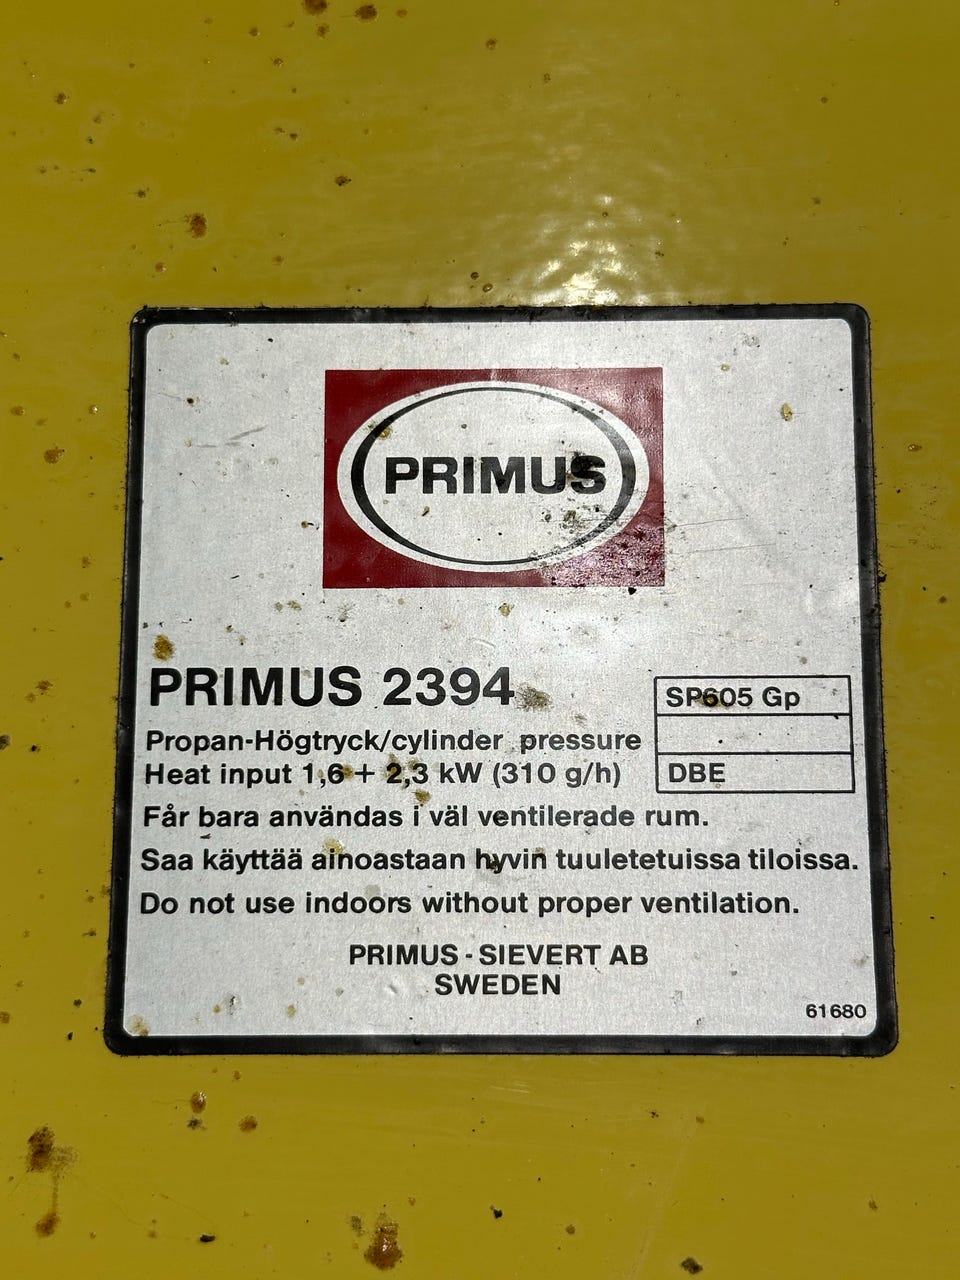 PRIMUS
PRIMUS 2394
SP605 Gp
Propan-Högtryck/cylinder pressure
Heat input 1,6 + 2,3 kW (310 g/h)
DBE
Får bara användas i väl ventilerade rum.
Saa käyttää ainoastaan hyvin tuuletetuissa tiloissa.
Do not use indoors without proper ventilation.
PRIMUS - SIEVERT AB
SWEDEN
61680